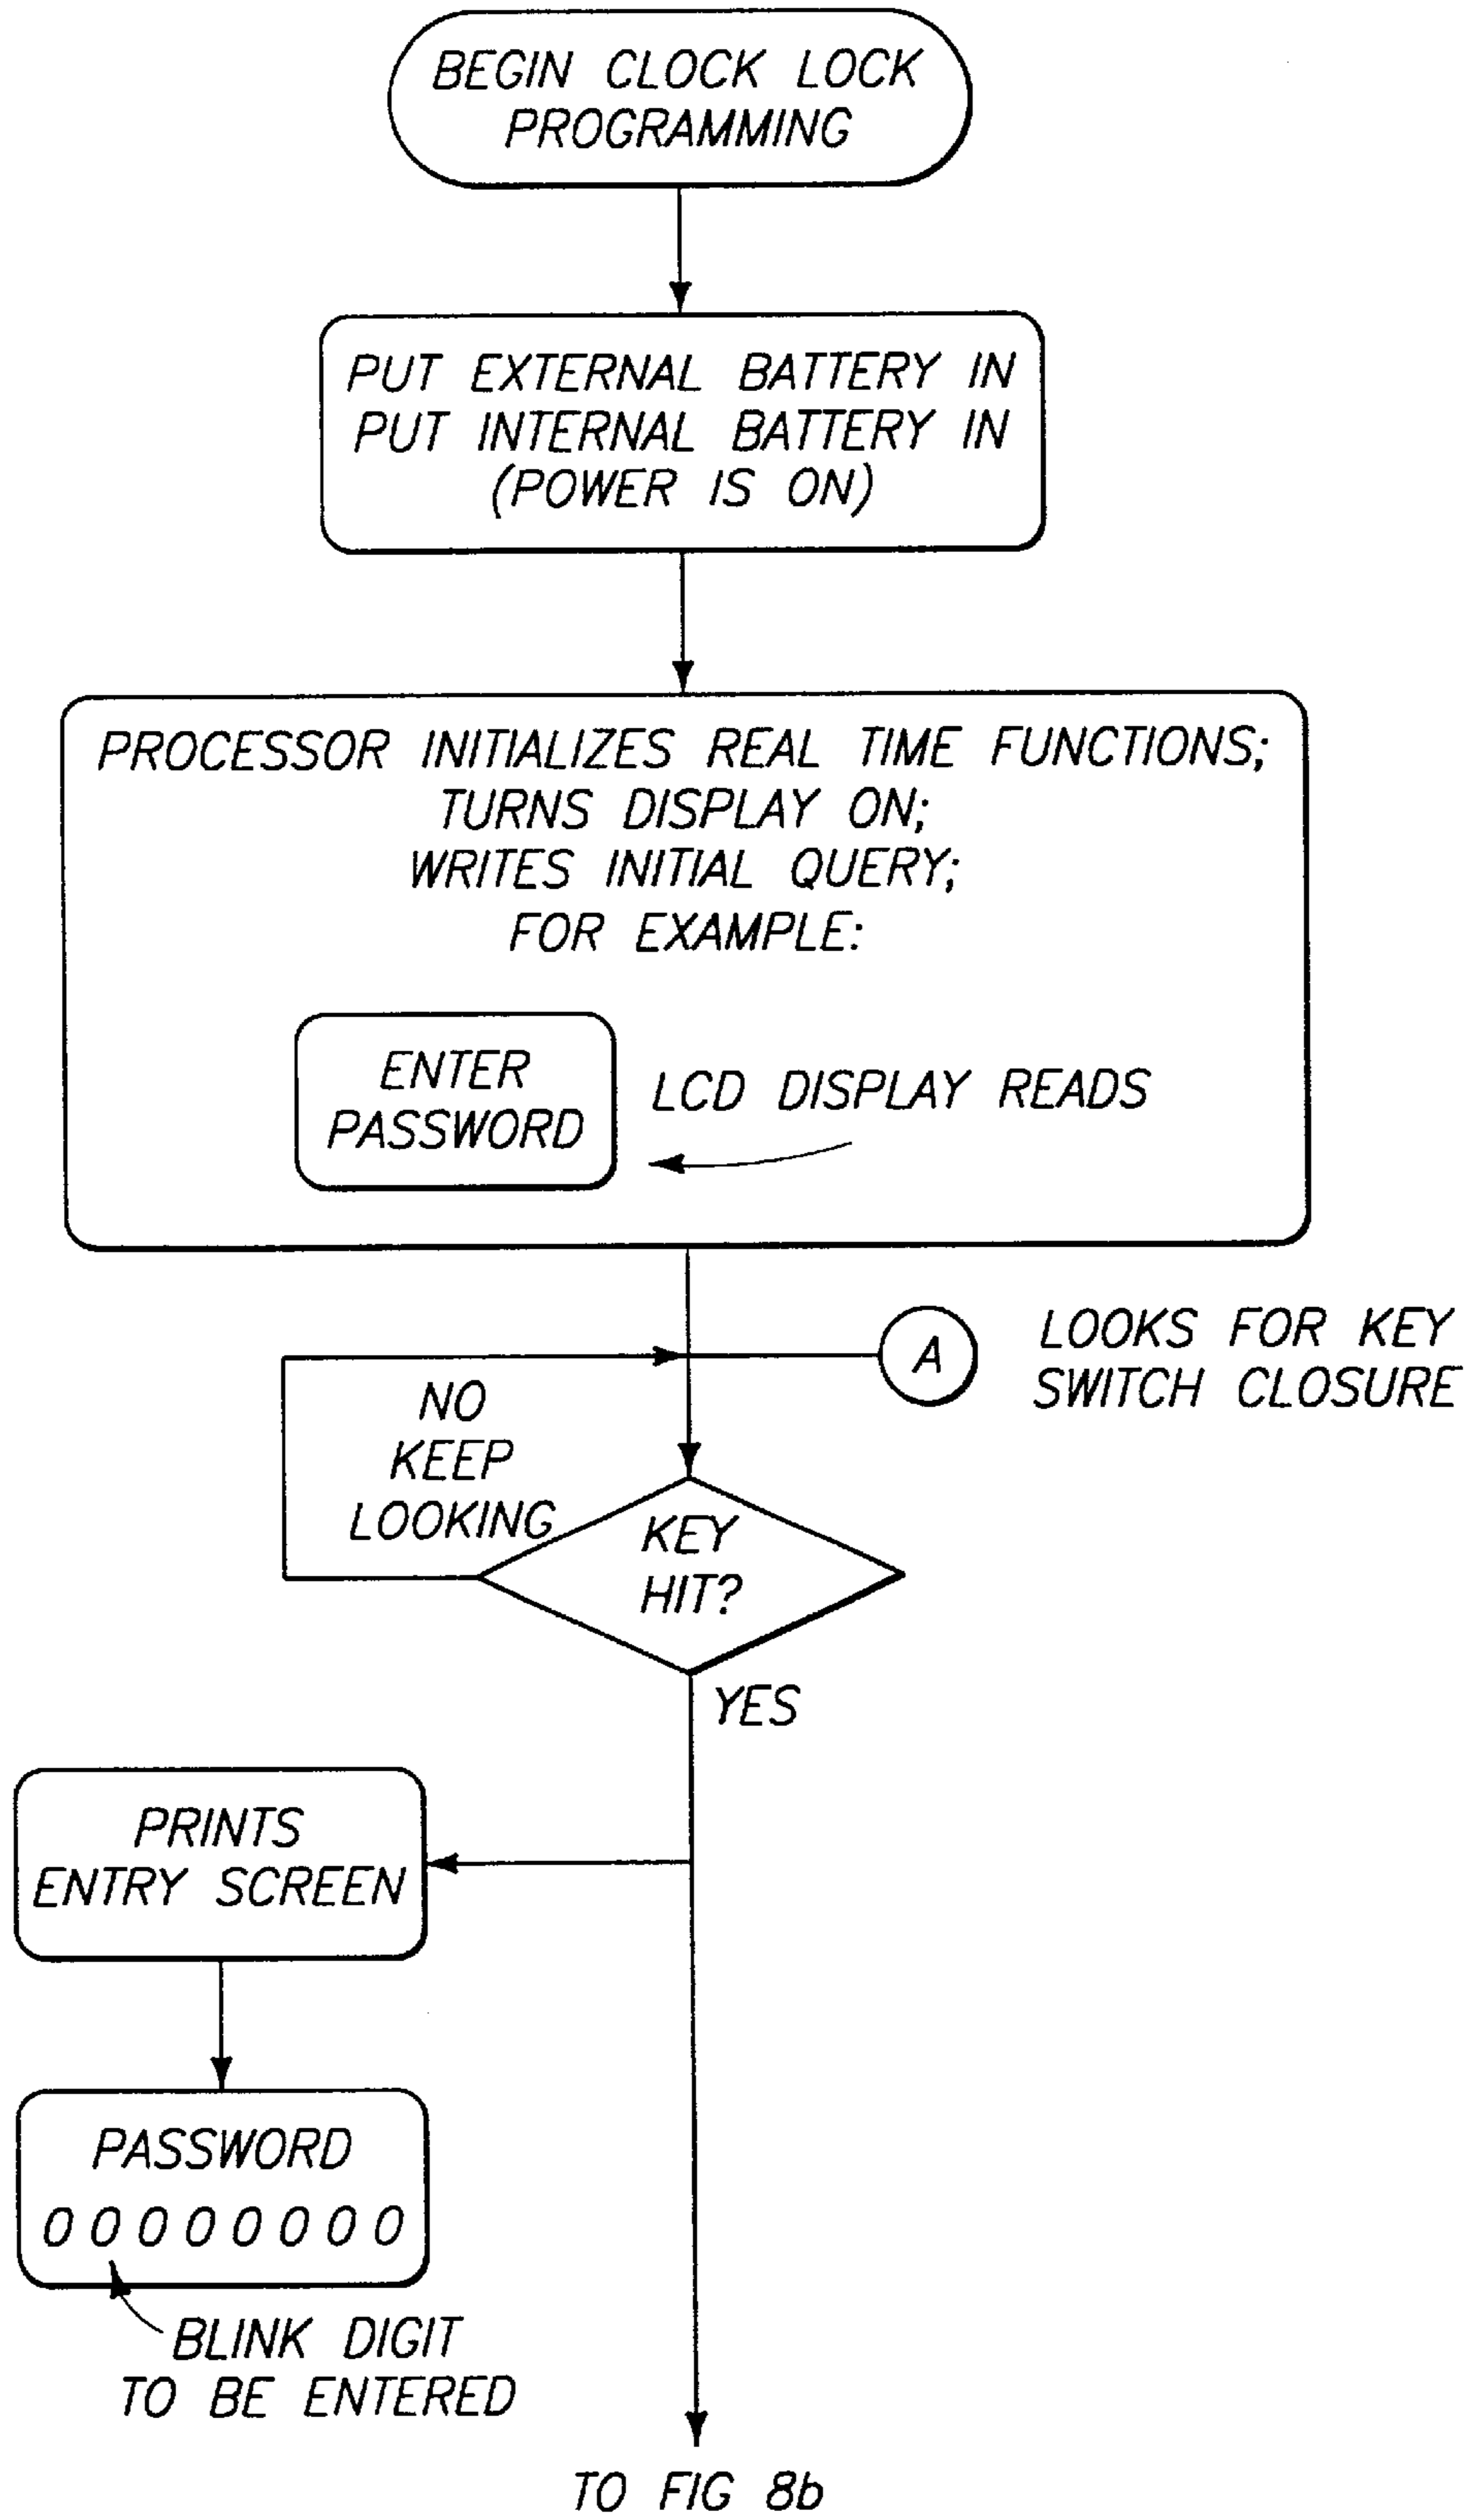 BEGIN CLOCK LOCK
PROGRAMMING
PUT EXTERNAL BATTERY IN
PUT INTERNAL BATTERY IN
(POWER IS ON)
PROCESSOR INITIALIZES REAL TIME FUNCTIONS;
TURNS DISPLAY ON;
WRITES INITIAL QUERY;
FOR EXAMPLE:
ENTER
PASSWORD
LCD DISPLAY READS
A
LOOKS FOR KEY
SWITCH CLOSURE
NO
KEEP
LOOKING
KEY
HIT?
YES
PRINTS
ENTRY SCREEN
PASSWORD
0 0 0 0 0 0 0 0
BLINK DIGIT
TO BE ENTERED
TO FIG 8b